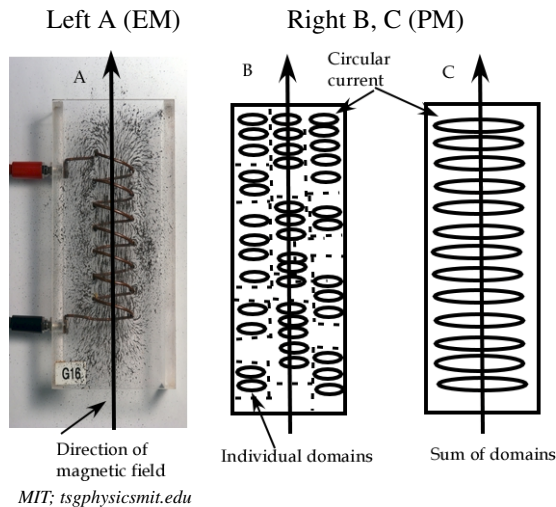 Left A (EM)
Right B, C (PM)
A
B
Circular
current
C
G16
Direction of
magnetic field
Individual domains
Sum of domains
MIT; tsgphysicsmit.edu